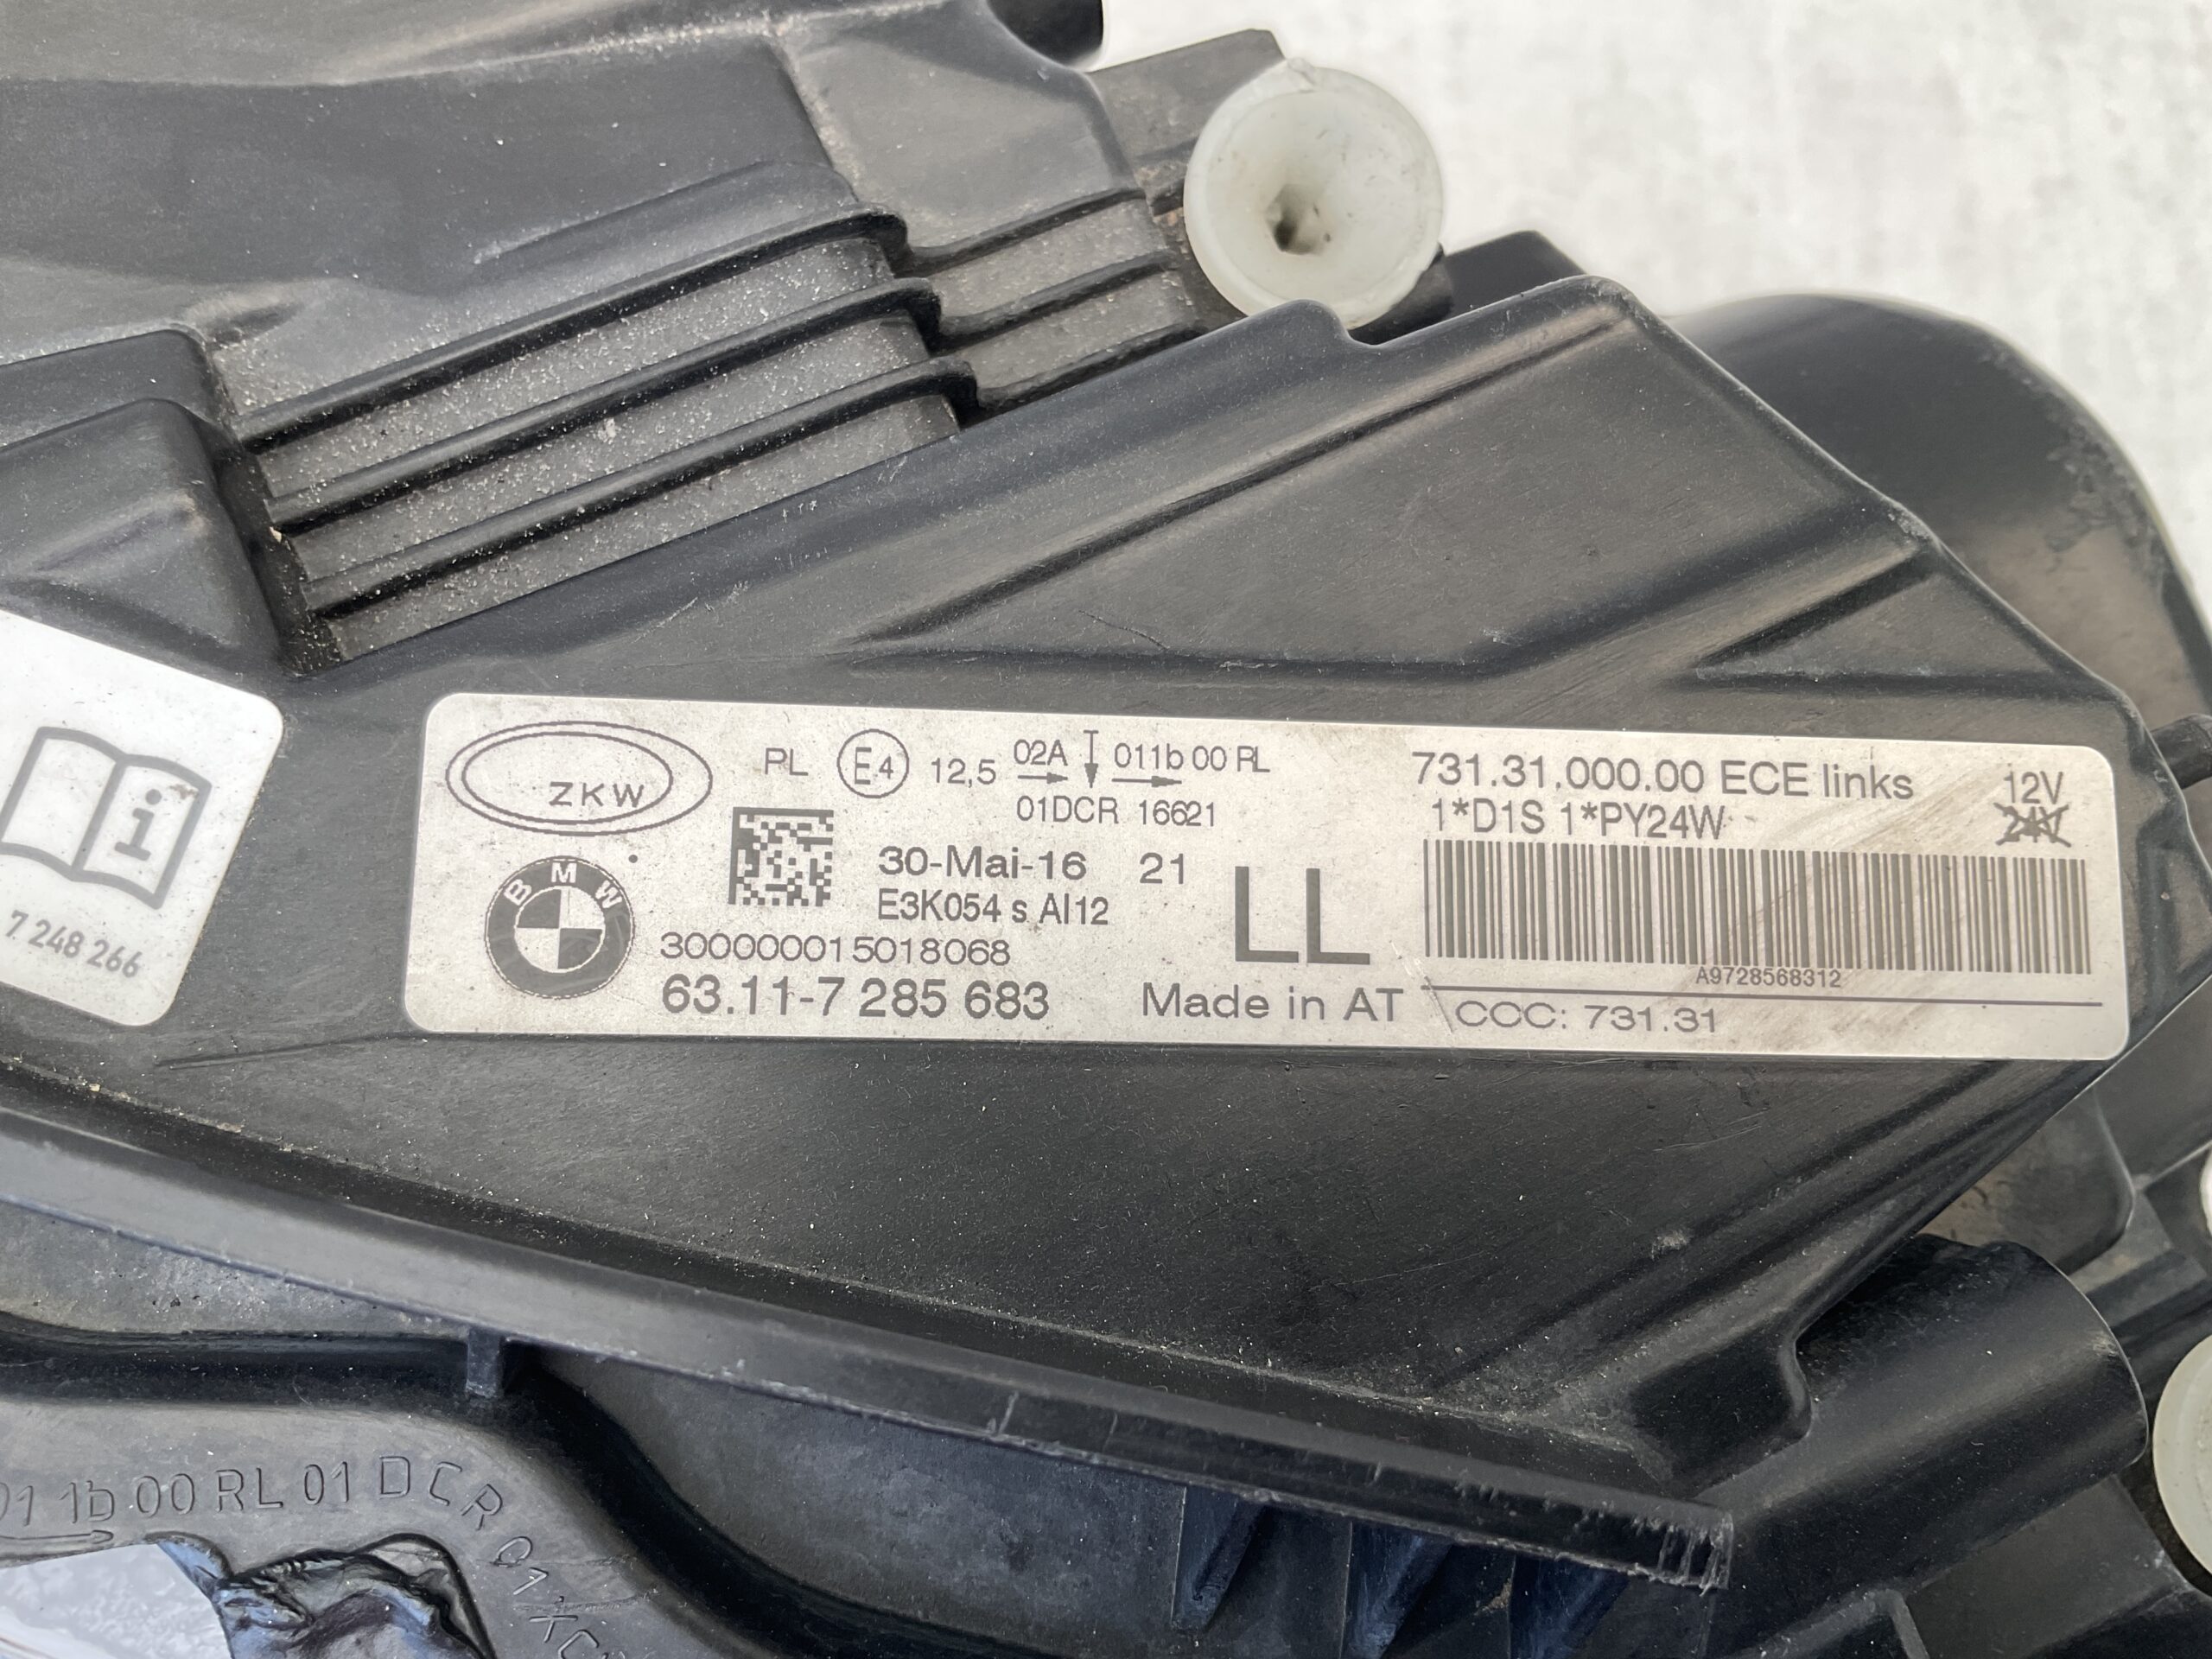 ZKW
PL E4 12,5 02A 011b 00 RL
01DCR 16621
731.31.000.00 ECE links
1*D1S 1*PY24W
12V
24V
BMW
30-Mai-16 21
E3K054 s AI12
300000015018068
63.11-7 285 683
LL
Made in AT
A9728568312
COC: 731.31
i
7 248 266
01 1b 00 RL 01 DCR 01